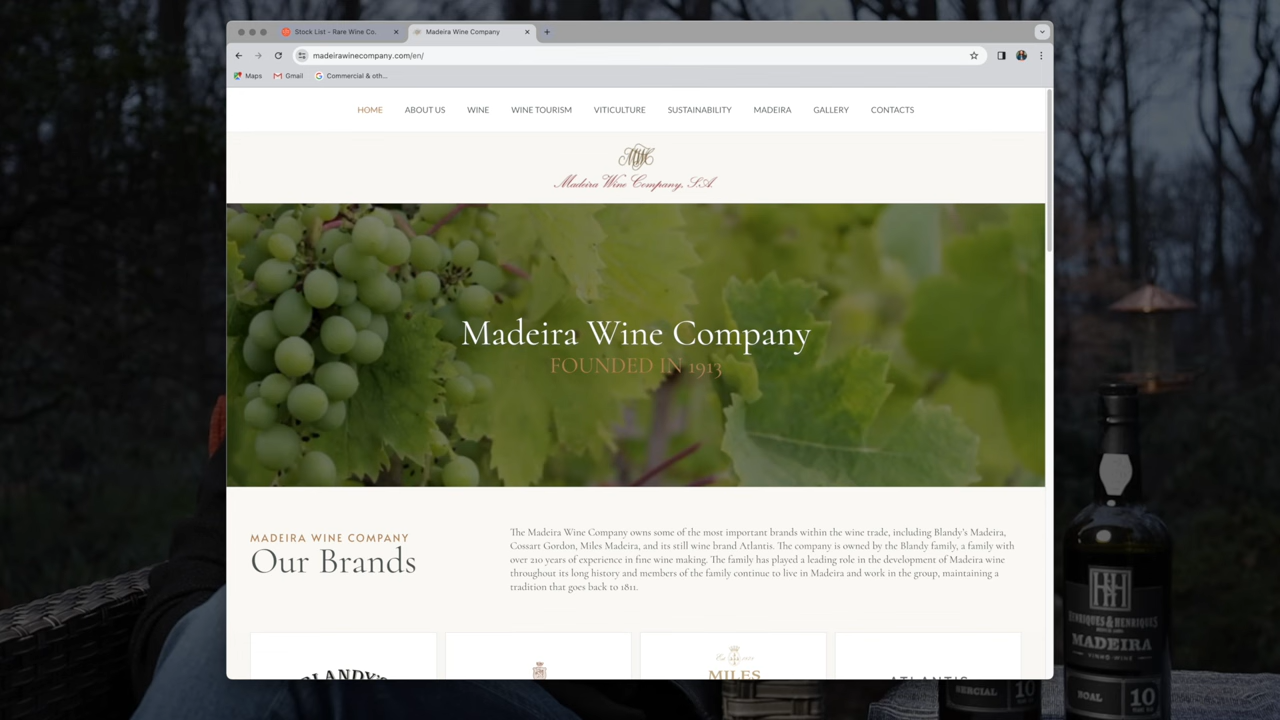 Stock List - Rare Wine Co.
Madeira Wine Company
madeirawinecompany.com/en/
Maps
Gmail
Commercial & oth...
HOME
ABOUT US
WINE
WINE TOURISM
VITICULTURE
SUSTAINABILITY
MADEIRA
GALLERY
CONTACTS
Madeira Wine Company, S.A.
Madeira Wine Company
FOUNDED IN 1913
MADEIRA WINE COMPANY
Our Brands
The Madeira Wine Company owns some of the most important brands within the wine trade, including Blandy's Madeira,
Cossart Gordon, Miles Madeira, and its still wine brand Atlantis. The company is owned by the Blandy family, a family with
over 210 years of experience in fine wine making. The family has played a leading role in the development of Madeira wine
throughout its long history and members of the family continue to live in Madeira and work in the group, maintaining a
tradition that goes back to 1811.
BLANDY'S
MILES
ATLANTIS
HENRIQUES & HENRIQUES
MADEIRA
VINHO WINE
BOAL
10
SERCIAL
10